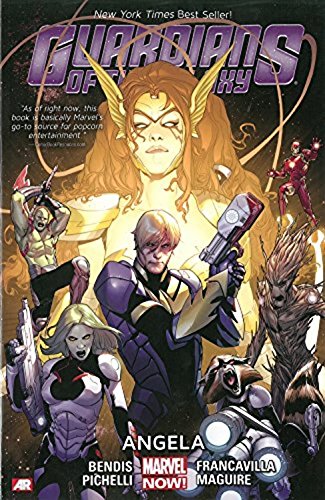 New York Times Best Seller!
GUARDIANS
OF THE GALAXY
"As of right now, this
book is basically Marvel's
go-to source for popcorn
entertainment."
ANGELA
BENDIS
PICHELLI
MARVEL
NOW!
FRANCAVILLA
MAGUIRE
AR